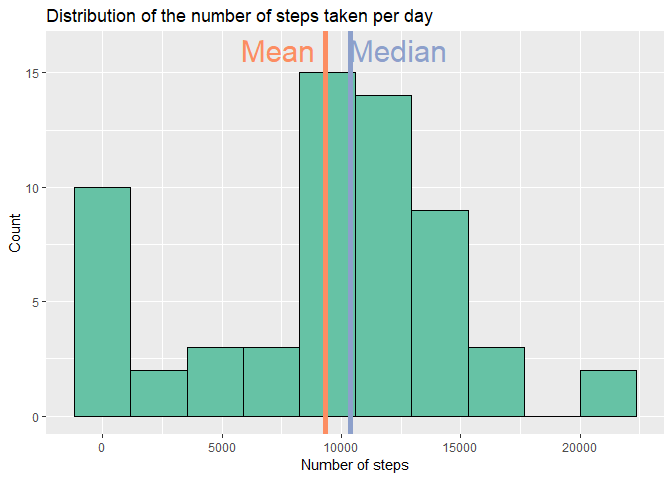 Distribution of the number of steps taken per day
Mean Median
15
10
5
0
Count
0 5000 10000 15000 20000
Number of steps